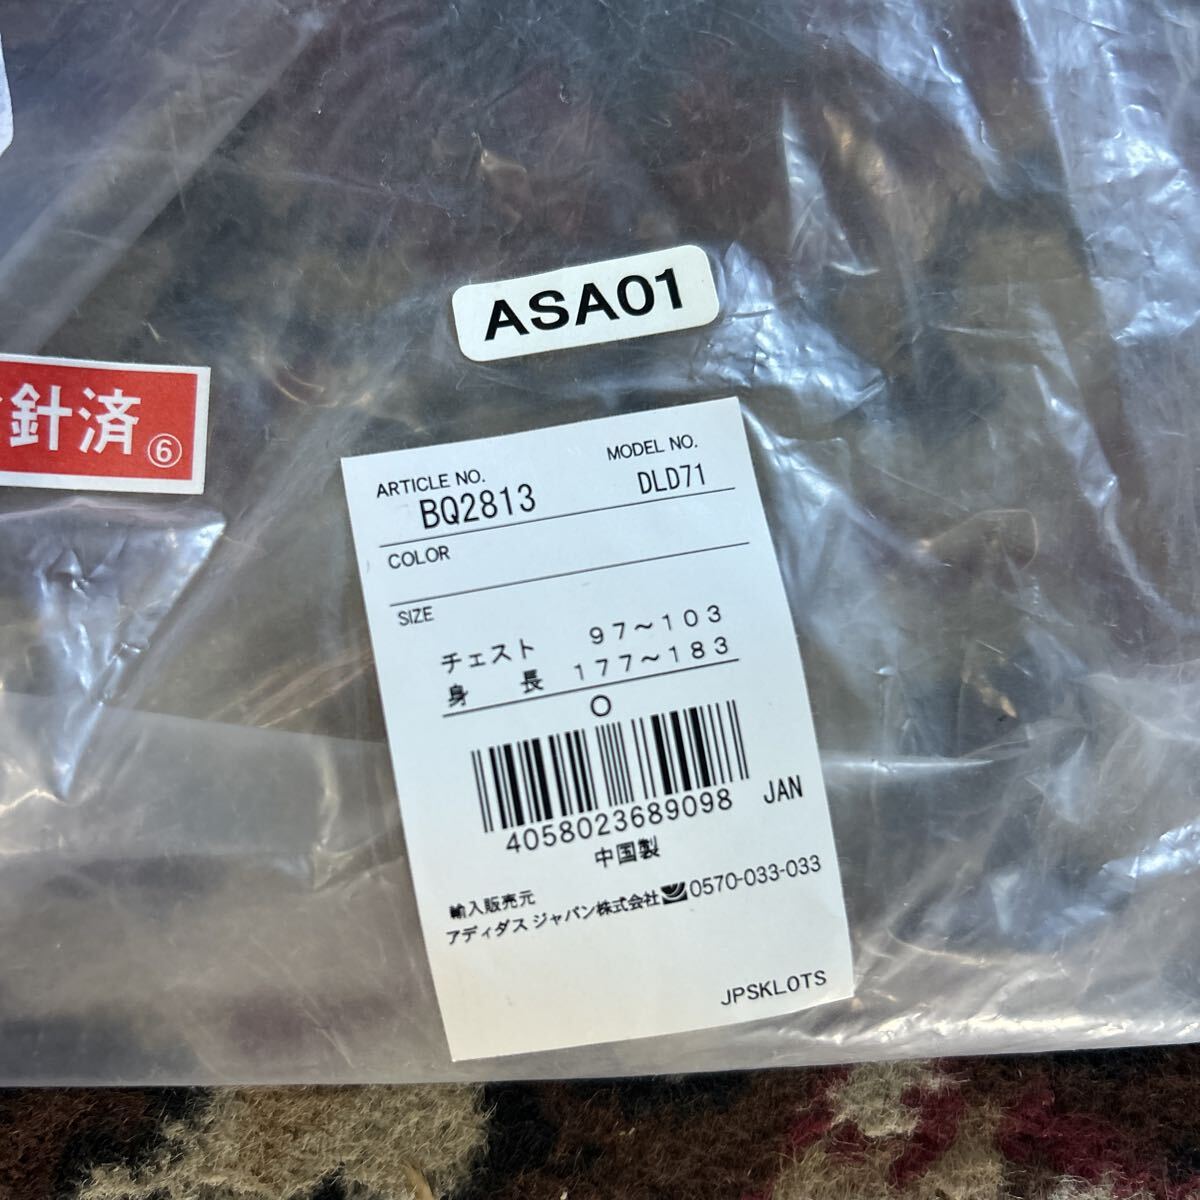 ASA01
針済⑥
ARTICLE NO. MODEL NO.
BQ2813 DLD71
COLOR
SIZE
チェスト 97～103
身 長 177～183
O
4058023689098 JAN
中国製
輸入販売元
アディダス ジャパン株式会社 0570-033-033
JPSKLOTS